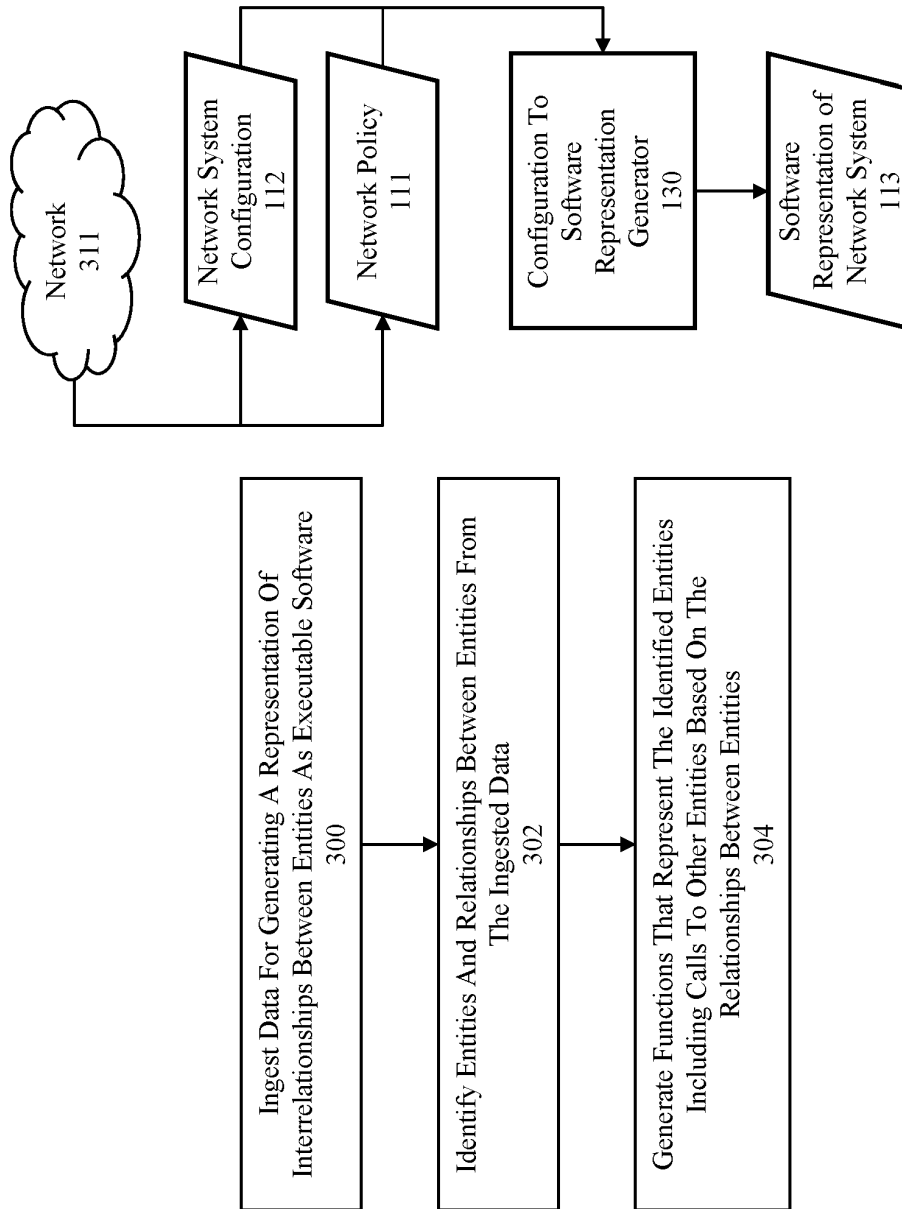 Ingest Data For Generating A Representation Of
Interrelationships Between Entities As Executable Software
300
Identify Entities And Relationships Between Entities From
The Ingested Data
302
Generate Functions That Represent The Identified Entities
Including Calls To Other Entities Based On The
Relationships Between Entities
304
Network
311
Network System
Configuration
112
Network Policy
111
Configuration To
Software
Representation
Generator
130
Software
Representation of
Network System
113